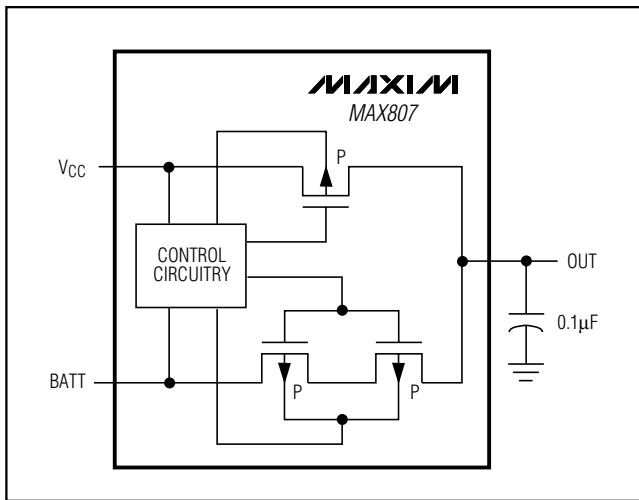 MAXIM
MAX807
P
VCC
CONTROL
CIRCUITRY
OUT
0.1µF
BATT
P
P